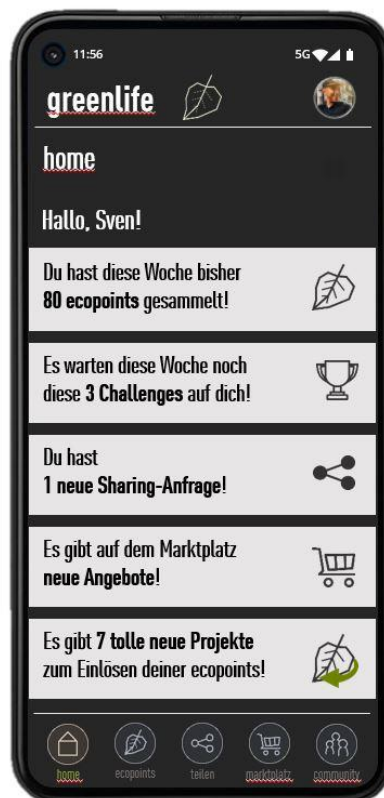 11:56
5G
greenlife
home
Hallo, Sven!
Du hast diese Woche bisher
80 ecopoints gesammelt!
Es warten diese Woche noch
diese 3 Challenges auf dich!
Du hast
1 neue Sharing-Anfrage!
Es gibt auf dem Marktplatz
neue Angebote!
Es gibt 7 tolle neue Projekte
zum Einlösen deiner ecopoints!
home ecopoints teilen marktplatz community